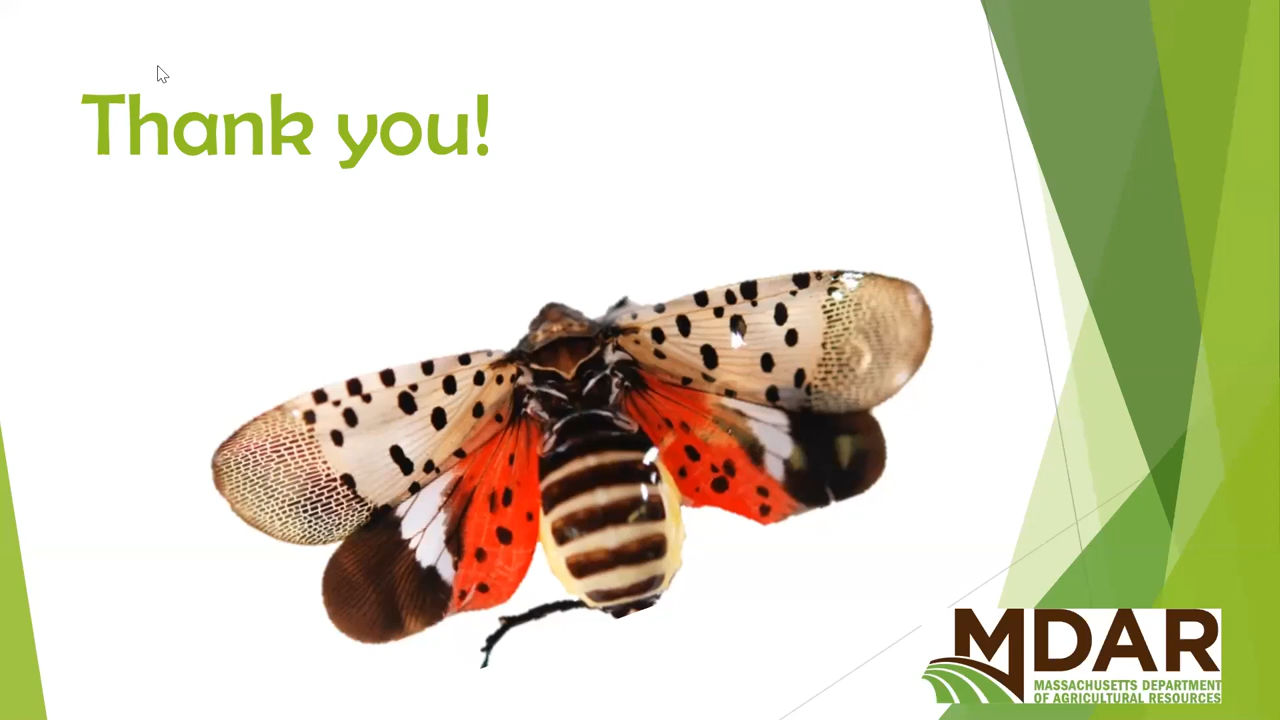 Thank you!
MDAR
MASSACHUSETTS DEPARTMENT
OF AGRICULTURAL RESOURCES